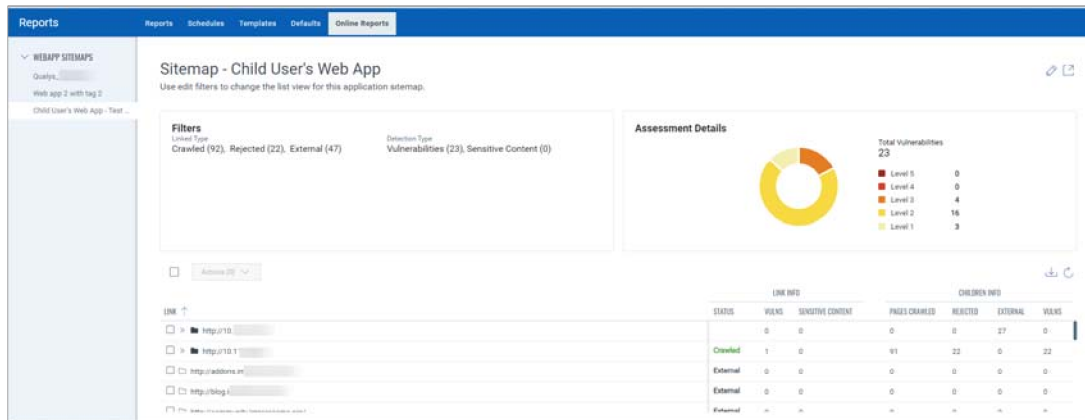 Reports
Reports Schedules Templates Defaults Online Reports
WEBAPP SITEMAPS
Qualys_
Web app 2 with tag 2
Child User's Web App - Test ...
Sitemap - Child User's Web App
Use edit filters to change the list view for this application sitemap.
Filters
Linked Type
Crawled (92), Rejected (22), External (47)
Detection Type
Vulnerabilities (23), Sensitive Content (0)
Assessment Details
Total Vulnerabilities
23
Level 5 0
Level 4 0
Level 3 4
Level 2 16
Level 1 3
Actions (0)
LINK INFO CHILDREN INFO
LINK STATUS VULNS SENSITIVE CONTENT PAGES CRAWLED REJECTED EXTERNAL VULNS
http://10. 0 0 0 0 27 0
http://10.1 Crawled 1 0 91 22 0 22
http://addons.m External 0 0 0 0 0 0
http://blog.i External 0 0 0 0 0 0
External